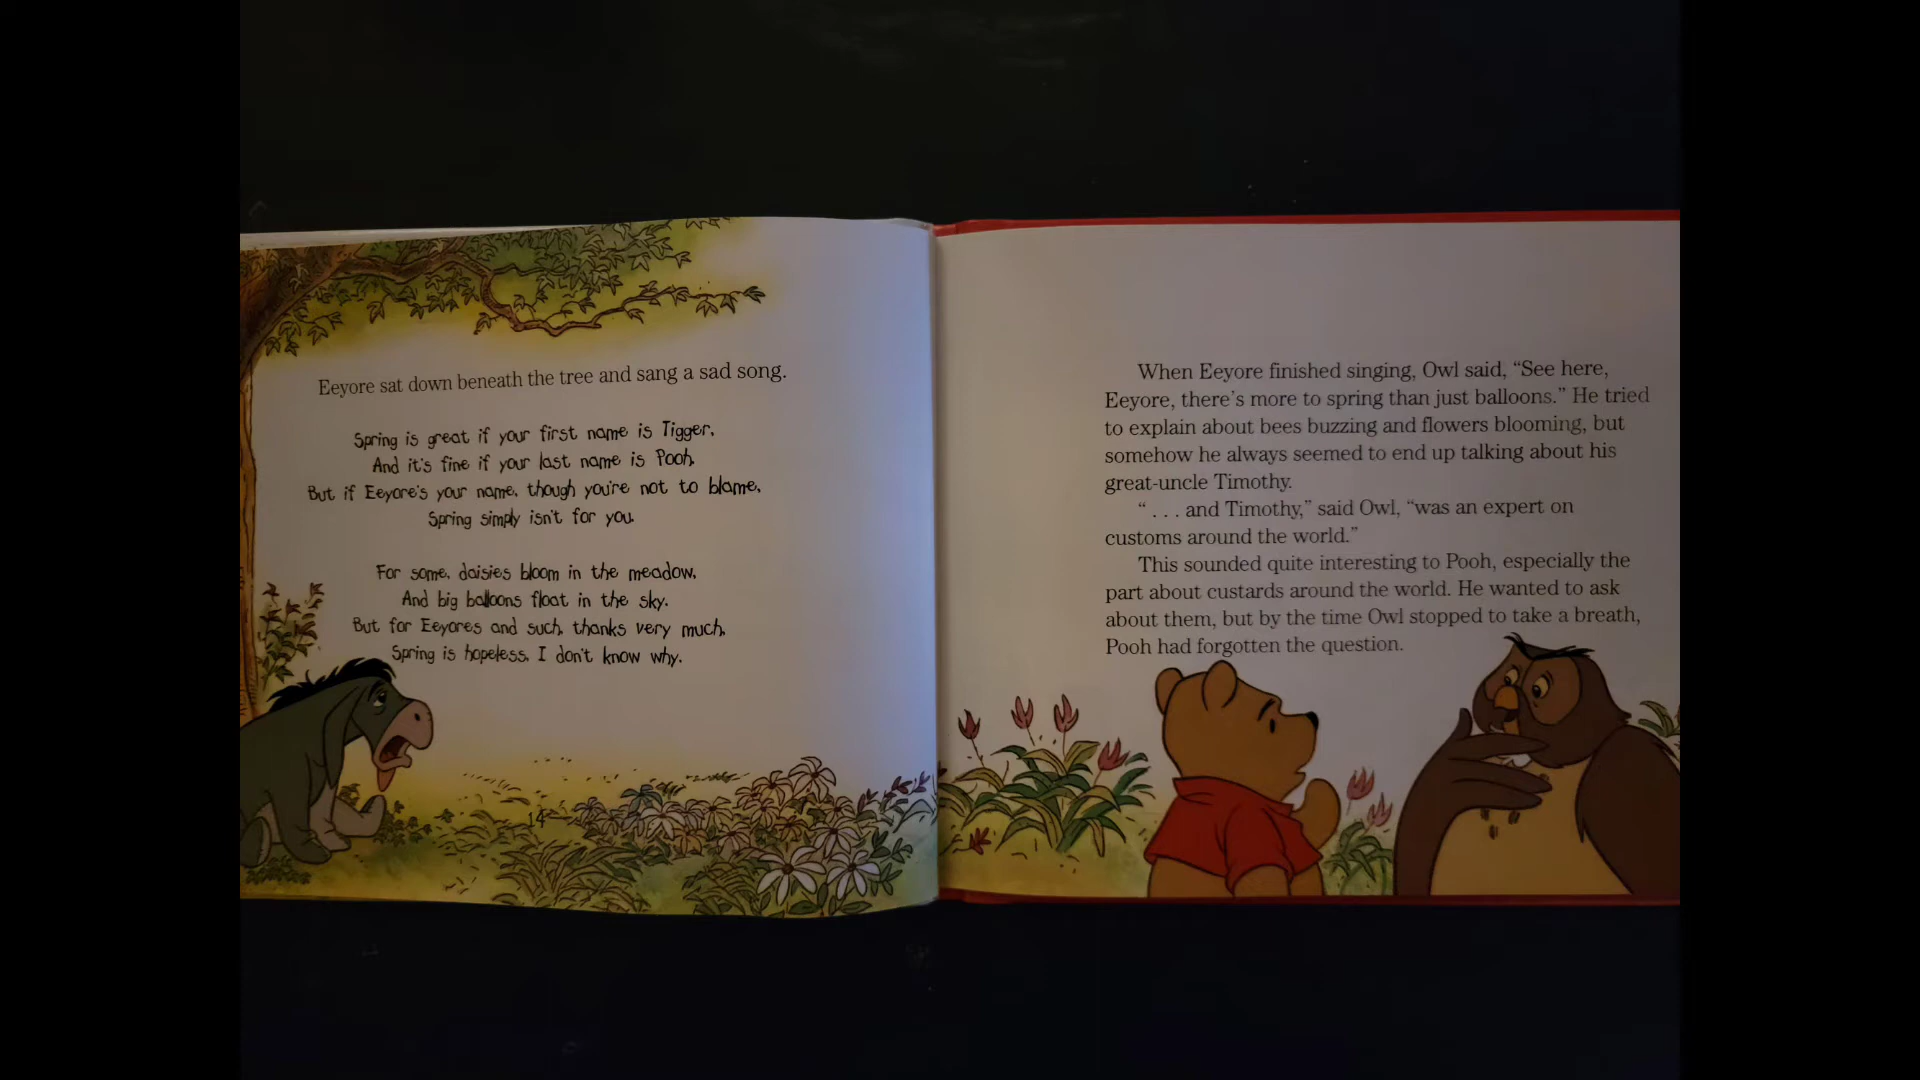 Eeyore sat down beneath the tree and sang a sad song.
Spring is great if your first name is Tigger,
And it's fine if your last name is Pooh,
But if Eeyore's your name, though you're not to blame,
Spring simply isn't for you.
For some, daisies bloom in the meadow,
And big balloons float in the sky.
But for Eeyores and such, thanks very much,
Spring is hopeless, I don't know why.
14
When Eeyore finished singing, Owl said, “See here,
Eeyore, there's more to spring than just balloons.” He tried
to explain about bees buzzing and flowers blooming, but
somehow he always seemed to end up talking about his
great-uncle Timothy.
“ . . . and Timothy,” said Owl, “was an expert on
customs around the world.”
This sounded quite interesting to Pooh, especially the
part about custards around the world. He wanted to ask
about them, but by the time Owl stopped to take a breath,
Pooh had forgotten the question.